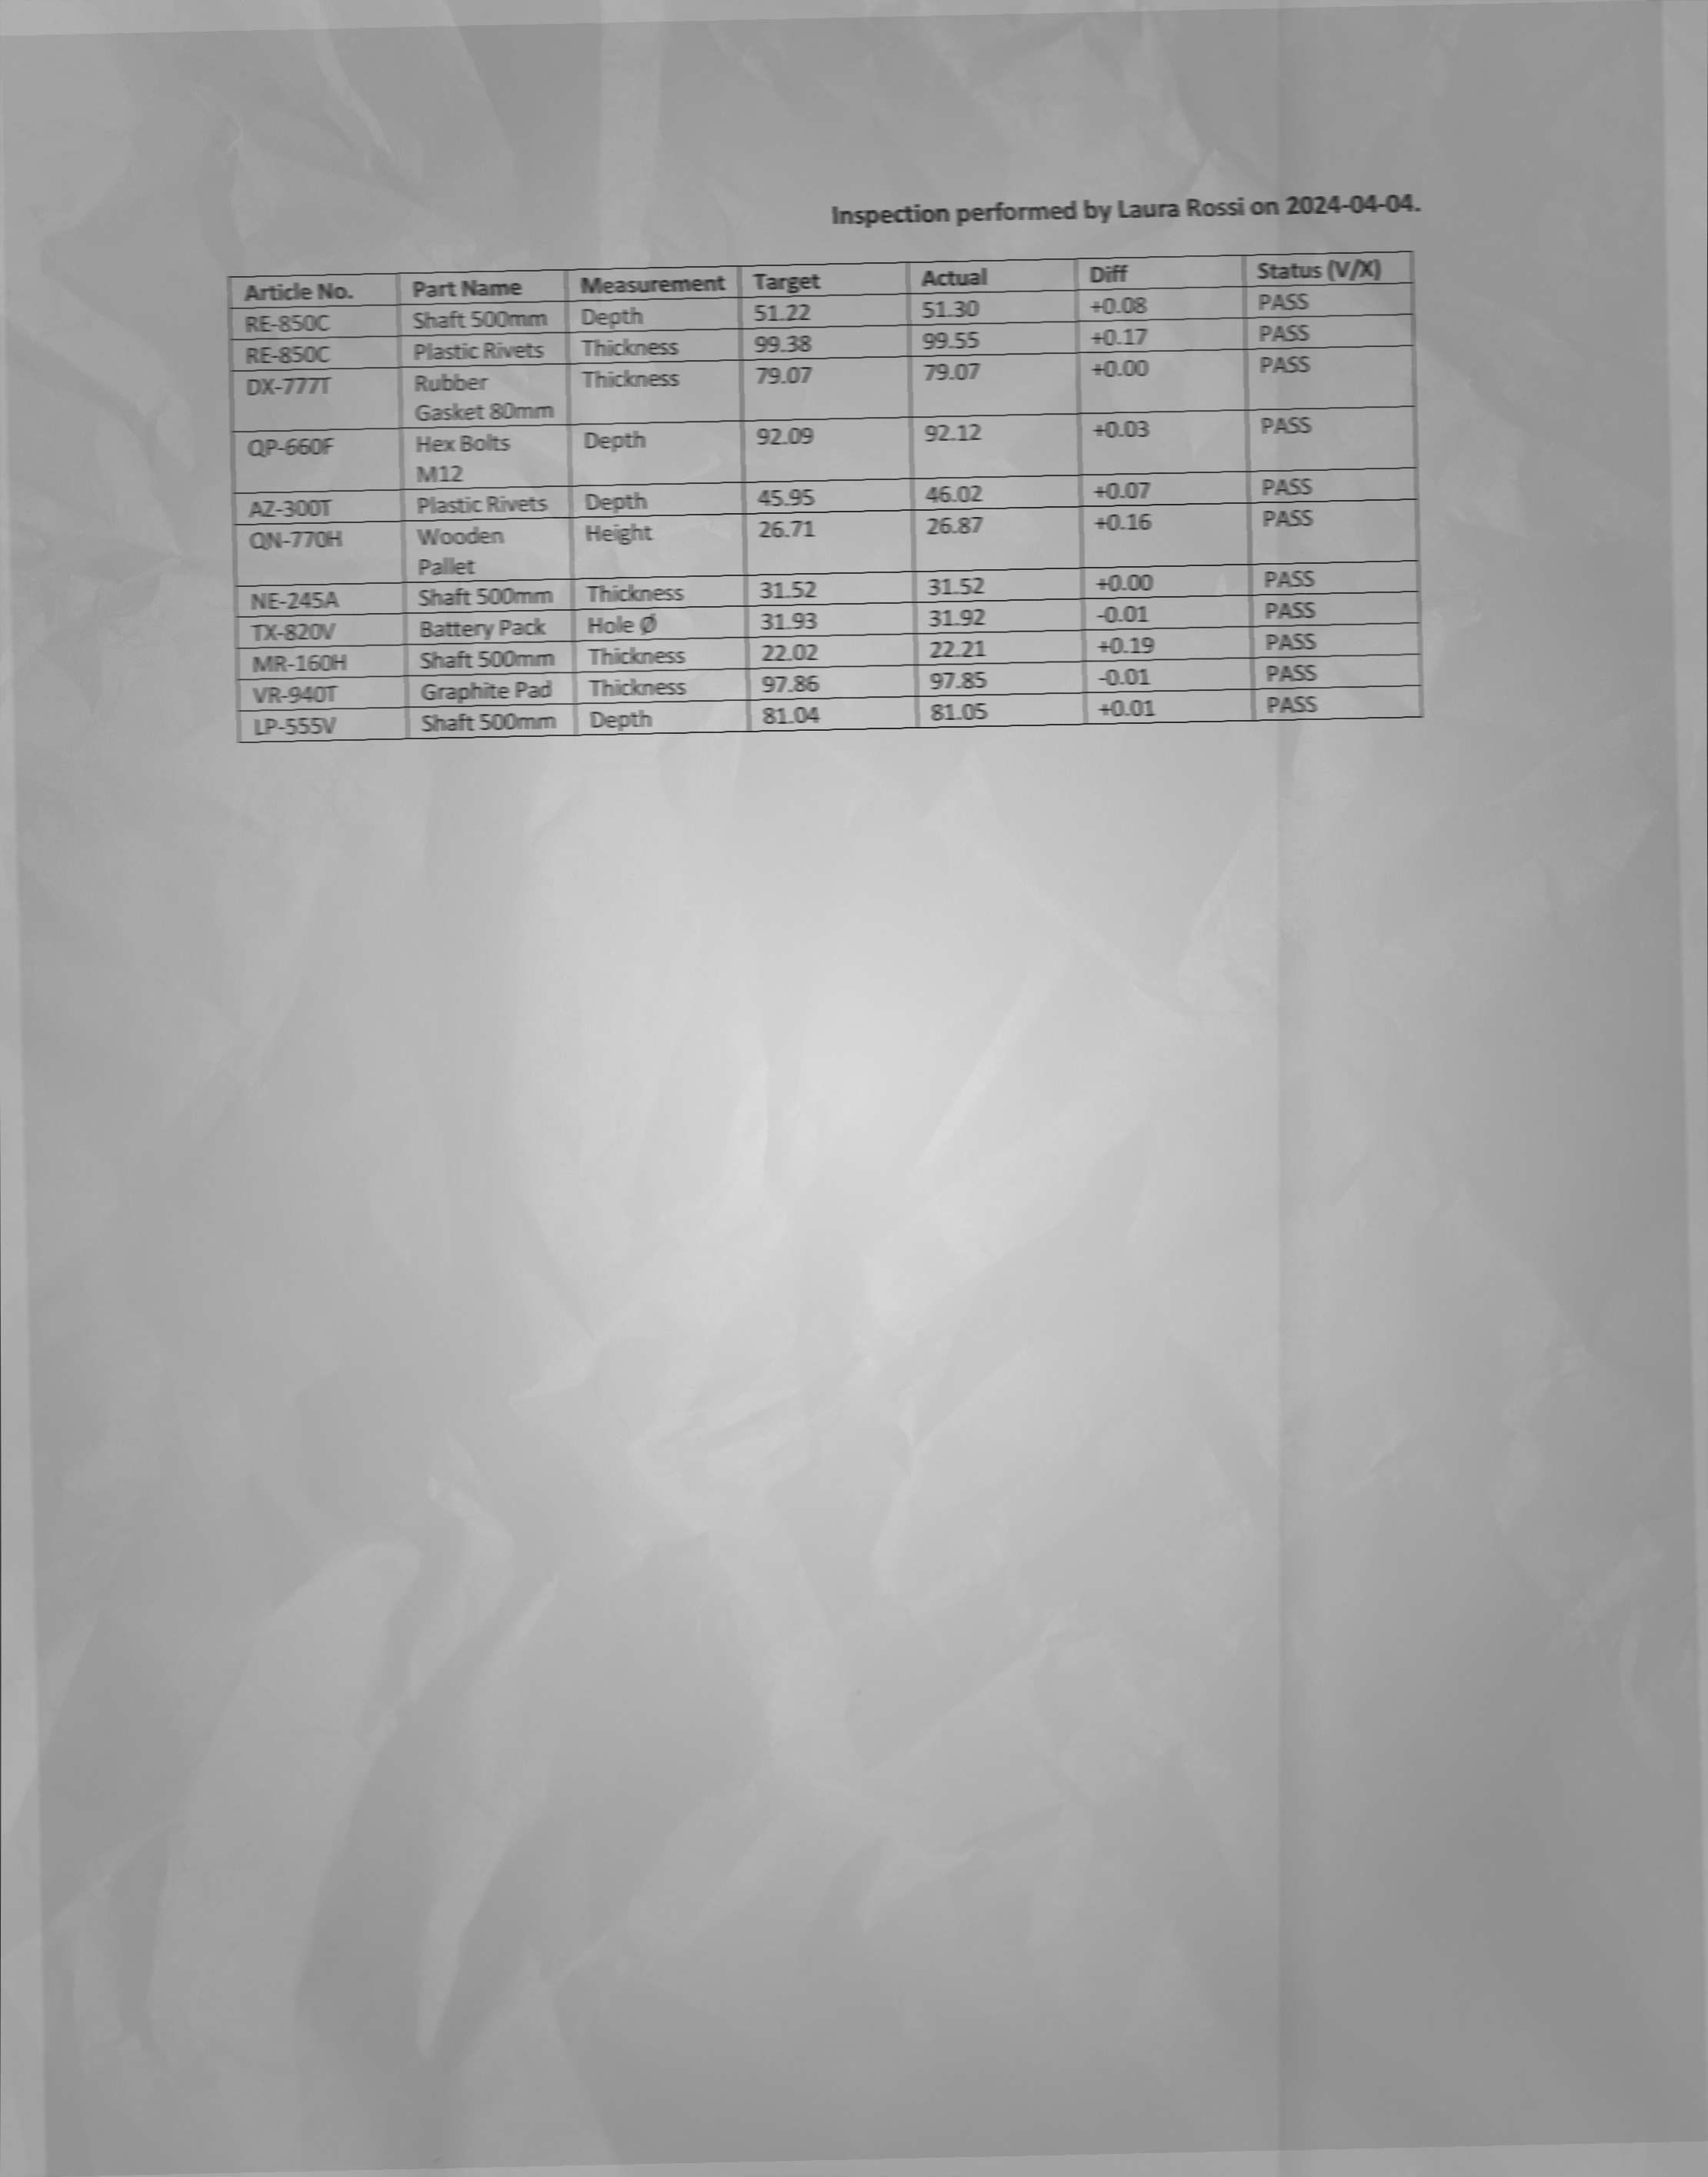 Inspection performed by Laura Rossi on 2024-04-04.
Article No. Part Name Measurement Target Actual Diff Status (V/X)
RE-850C Shaft 500mm Depth 51.22 51.30 +0.08 PASS
RE-850C Plastic Rivets Thickness 99.38 99.55 +0.17 PASS
DX-777T Rubber Thickness 79.07 79.07 +0.00 PASS
Gasket 80mm
QP-660F Hex Bolts Depth 92.09 92.12 +0.03 PASS
M12
AZ-300T Plastic Rivets Depth 45.95 46.02 +0.07 PASS
QN-770H Wooden Height 26.71 26.87 +0.16 PASS
Pallet
NE-245A Shaft 500mm Thickness 31.52 31.52 +0.00 PASS
TX-820V Battery Pack Hole Ø 31.93 31.92 -0.01 PASS
MR-160H Shaft 500mm Thickness 22.02 22.21 +0.19 PASS
VR-940T Graphite Pad Thickness 97.86 97.85 -0.01 PASS
LP-555V Shaft 500mm Depth 81.04 81.05 +0.01 PASS